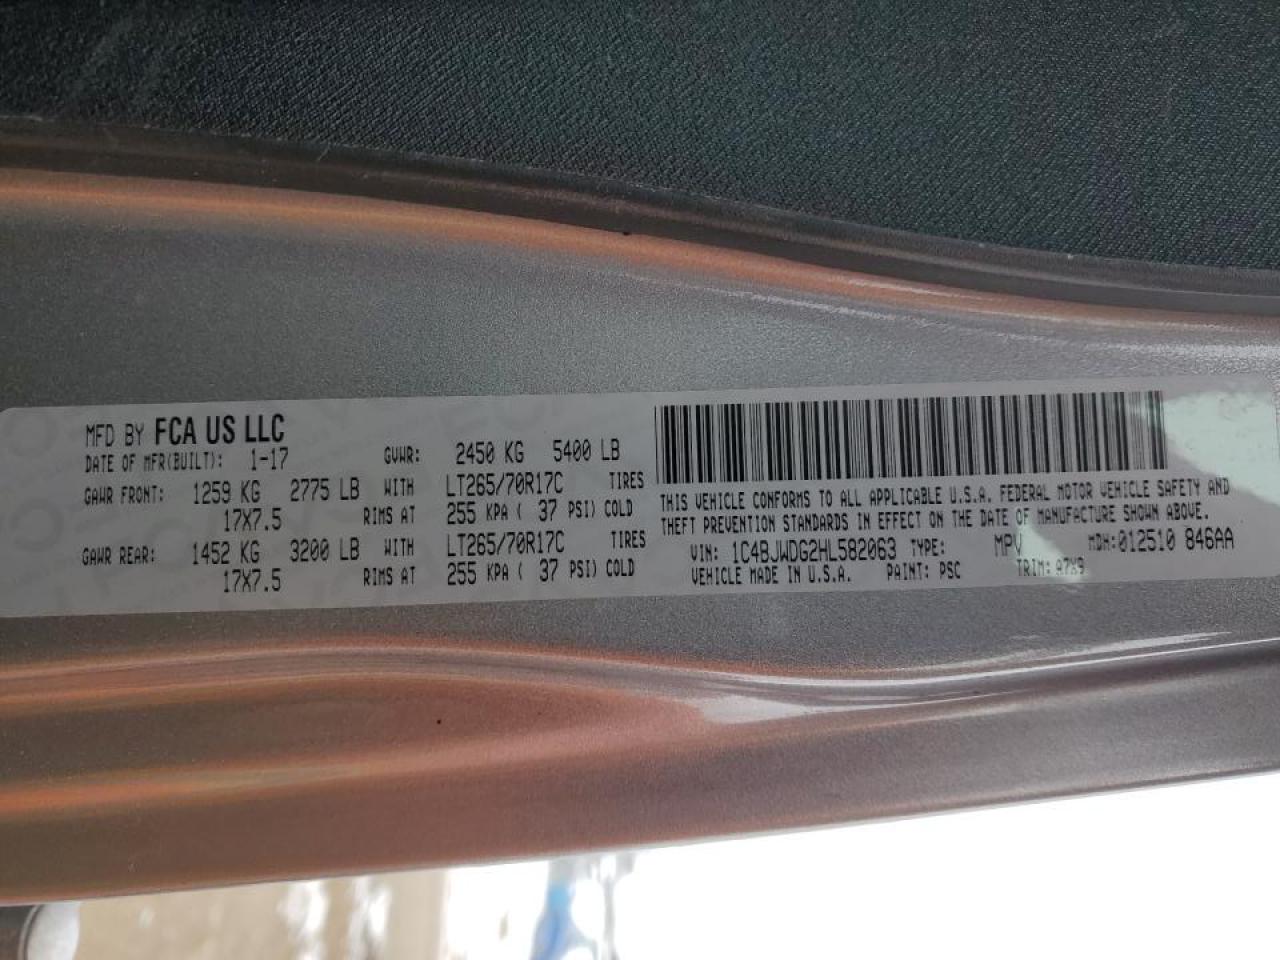 MFD BY FCA US LLC
DATE OF MFR(BUILT): 1-17 GVWR: 2450 KG 5400 LB
GAWR FRONT: 1259 KG 2775 LB WITH LT265/70R17C TIRES
17X7.5 RIMS AT 255 KPA ( 37 PSI) COLD
GAWR REAR: 1452 KG 3200 LB WITH LT265/70R17C TIRES
17X7.5 RIMS AT 255 KPA ( 37 PSI) COLD
THIS VEHICLE CONFORMS TO ALL APPLICABLE U.S.A. FEDERAL MOTOR VEHICLE SAFETY AND
THEFT PREVENTION STANDARDS IN EFFECT ON THE DATE OF MANUFACTURE SHOWN ABOVE.
VIN: 1C4BJWDG2HL582063 TYPE: MPV MDH:012510 846AA
VEHICLE MADE IN U.S.A. PAINT: PSC TRIM: A7X9